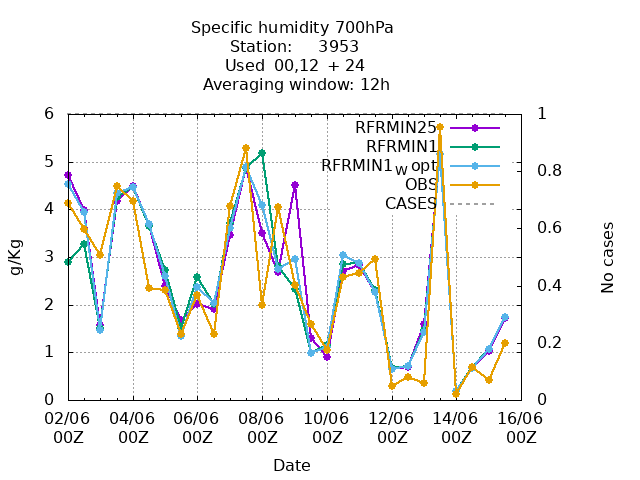 Specific humidity 700hPa
Station: 3953
Used 00,12 + 24
Averaging window: 12h
6 1
RFRMIN25
RFRMIN1
5
RFRMIN1w opt 0.8
OBS
4 CASES
0.6
g/Kg 3 No cases
0.4
2
0.2
1
0 0
02/06 04/06 06/06 08/06 10/06 12/06 14/06 16/06
00Z 00Z 00Z 00Z 00Z 00Z 00Z 00Z
Date